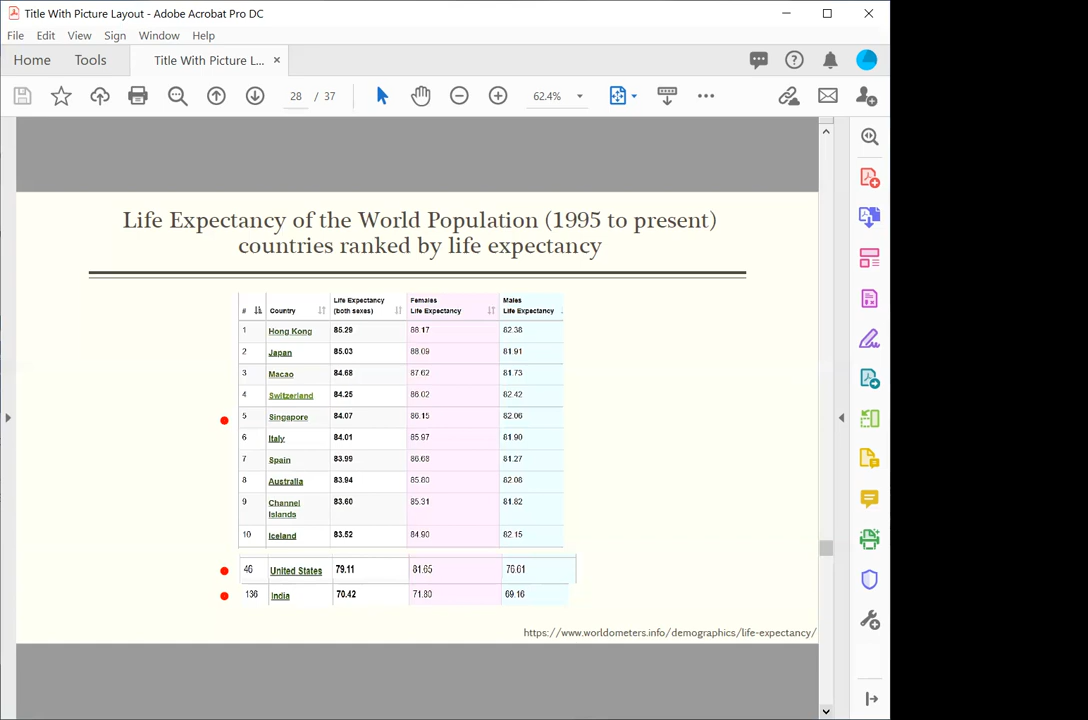 Title With Picture Layout - Adobe Acrobat Pro DC
File Edit View Sign Window Help
Home Tools Title With Picture L... ×
28 / 37 62.4%
Life Expectancy of the World Population (1995 to present)
countries ranked by life expectancy
# Country Life Expectancy (both sexes) Females Life Expectancy Males Life Expectancy
1 Hong Kong 85.29 88.17 82.38
2 Japan 85.03 88.09 81.91
3 Macao 84.68 87.62 81.73
4 Switzerland 84.25 86.02 82.42
5 Singapore 84.07 86.15 82.06
6 Italy 84.01 85.97 81.90
7 Spain 83.99 86.68 81.27
8 Australia 83.94 85.80 82.08
9 Channel Islands 83.60 85.31 81.82
10 Iceland 83.52 84.90 82.15
46 United States 79.11 81.65 76.61
136 India 70.42 71.80 69.16
https://www.worldometers.info/demographics/life-expectancy/